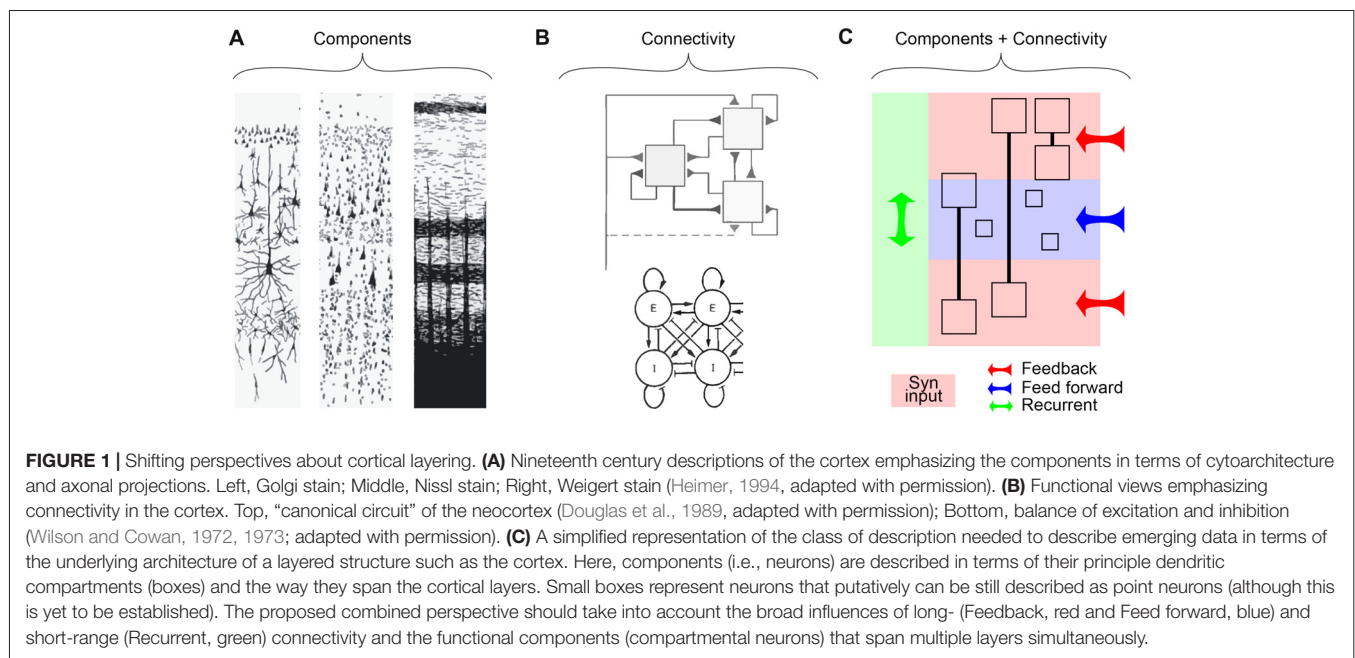 A
Components
B
Connectivity
C
Components + Connectivity
E
E
I
I
Syn
input
Feedback
Feed forward
Recurrent
FIGURE 1 | Shifting perspectives about cortical layering. (A) Nineteenth century descriptions of the cortex emphasizing the components in terms of cytoarchitecture
and axonal projections. Left, Golgi stain; Middle, Nissl stain; Right, Weigert stain (Heimer, 1994, adapted with permission). (B) Functional views emphasizing
connectivity in the cortex. Top, “canonical circuit” of the neocortex (Douglas et al., 1989, adapted with permission); Bottom, balance of excitation and inhibition
(Wilson and Cowan, 1972, 1973; adapted with permission). (C) A simplified representation of the class of description needed to describe emerging data in terms of
the underlying architecture of a layered structure such as the cortex. Here, components (i.e., neurons) are described in terms of their principle dendritic
compartments (boxes) and the way they span the cortical layers. Small boxes represent neurons that putatively can be still described as point neurons (although this
is yet to be established). The proposed combined perspective should take into account the broad influences of long- (Feedback, red and Feed forward, blue) and
short-range (Recurrent, green) connectivity and the functional components (compartmental neurons) that span multiple layers simultaneously.